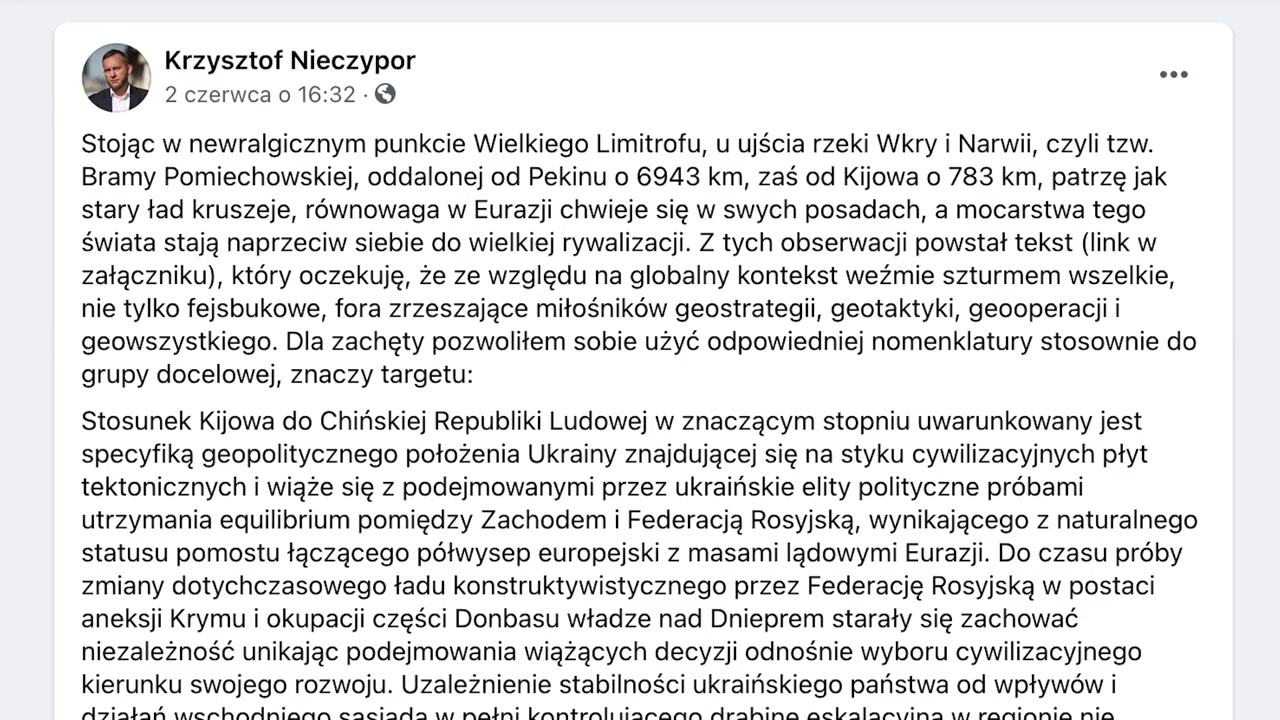 Krzysztof Nieczypor
2 czerwca o 16:32 ·
Stojąc w newralgicznym punkcie Wielkiego Limitrofu, u ujścia rzeki Wkry i Narwii, czyli tzw.
Bramy Pomiechowskiej, oddalonej od Pekinu o 6943 km, zaś od Kijowa o 783 km, patrzę jak
stary ład kruszeje, równowaga w Eurazji chwieje się w swych posadach, a mocarstwa tego
świata stają naprzeciw siebie do wielkiej rywalizacji. Z tych obserwacji powstał tekst (link w
załączniku), który oczekuję, że ze względu na globalny kontekst weźmie szturmem wszelkie,
nie tylko fejsbukowe, fora zrzeszające miłośników geostrategii, geotaktyki, geooperacji i
geowszystkiego. Dla zachęty pozwoliłem sobie użyć odpowiedniej nomenklatury stosownie do
grupy docelowej, znaczy targetu:
Stosunek Kijowa do Chińskiej Republiki Ludowej w znaczącym stopniu uwarunkowany jest
specyfiką geopolitycznego położenia Ukrainy znajdującej się na styku cywilizacyjnych płyt
tektonicznych i wiąże się z podejmowanymi przez ukraińskie elity polityczne próbami
utrzymania equilibrium pomiędzy Zachodem i Federacją Rosyjską, wynikającego z naturalnego
statusu pomostu łączącego półwysep europejski z masami lądowymi Eurazji. Do czasu próby
zmiany dotychczasowego ładu konstruktywistycznego przez Federację Rosyjską w postaci
aneksji Krymu i okupacji części Donbasu władze nad Dnieprem starały się zachować
niezależność unikając podejmowania wiążących decyzji odnośnie wyboru cywilizacyjnego
kierunku swojego rozwoju. Uzależnienie stabilności ukraińskiego państwa od wpływów i
działań wschodniego sąsiada w pełni kontrolującego drabinę eskalacyjną w regionie nie